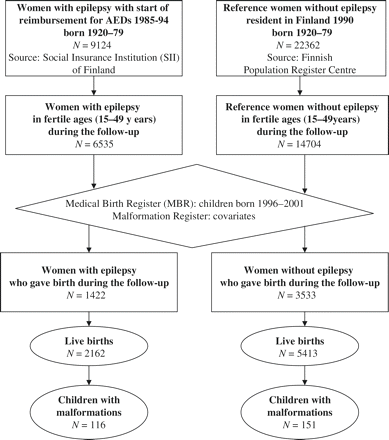 Women with epilepsy with start of
reimbursement for AEDs 1985-94
born 1920–79
N = 9124
Source: Social Insurance Institution (SII)
of Finland
Reference women without epilepsy
resident in Finland 1990
born 1920–79
N = 22362
Source: Finnish
Population Register Centre
Women with epilepsy
in fertile ages (15–49 y ears)
during the follow-up
N = 6535
Reference women without epilepsy
in fertile ages (15–49years)
during the follow-up
N = 14704
Medical Birth Register (MBR): children born 1996–2001
Malformation Register: covariates
Women with epilepsy
who gave birth during the follow-up
N = 1422
Women without epilepsy
who gave birth during the follow-up
N = 3533
Live births
N = 2162
Live births
N = 5413
Children with
malformations
N = 116
Children with
malformations
N = 151